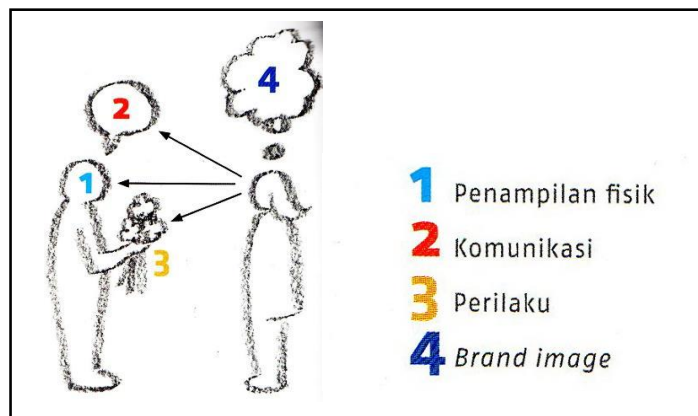 4
2
1
3
1 Penampilan fisik
2 Komunikasi
3 Perilaku
4 Brand image